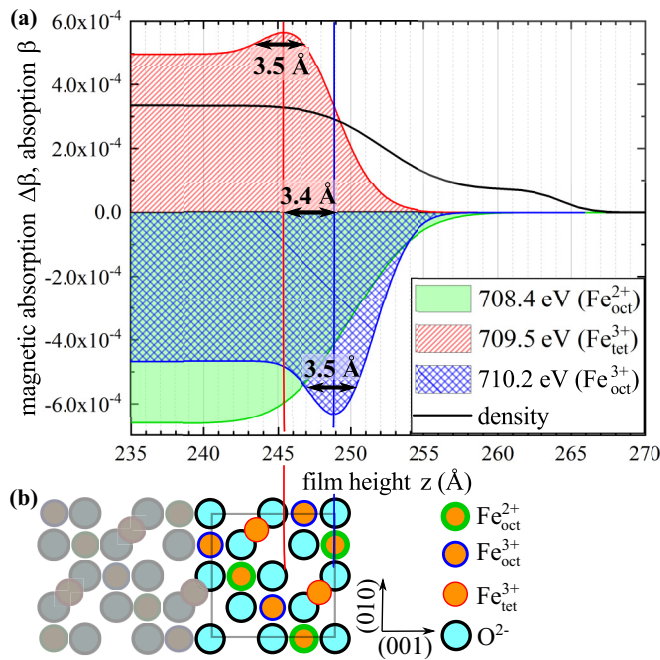 (a)
magnetic absorption Δβ, absoption β
6.0x10⁻⁴
4.0x10⁻⁴
2.0x10⁻⁴
0.0
-2.0x10⁻⁴
-4.0x10⁻⁴
-6.0x10⁻⁴
3.5 Å
3.4 Å
3.5 Å
708.4 eV (Fe²⁺oct)
709.5 eV (Fe³⁺tet)
710.2 eV (Fe³⁺oct)
density
235 240 245 250 255 260 265 270
film height z (Å)
(b)
Fe²⁺oct
Fe³⁺oct
Fe³⁺tet
O²⁻
(010)
(001)